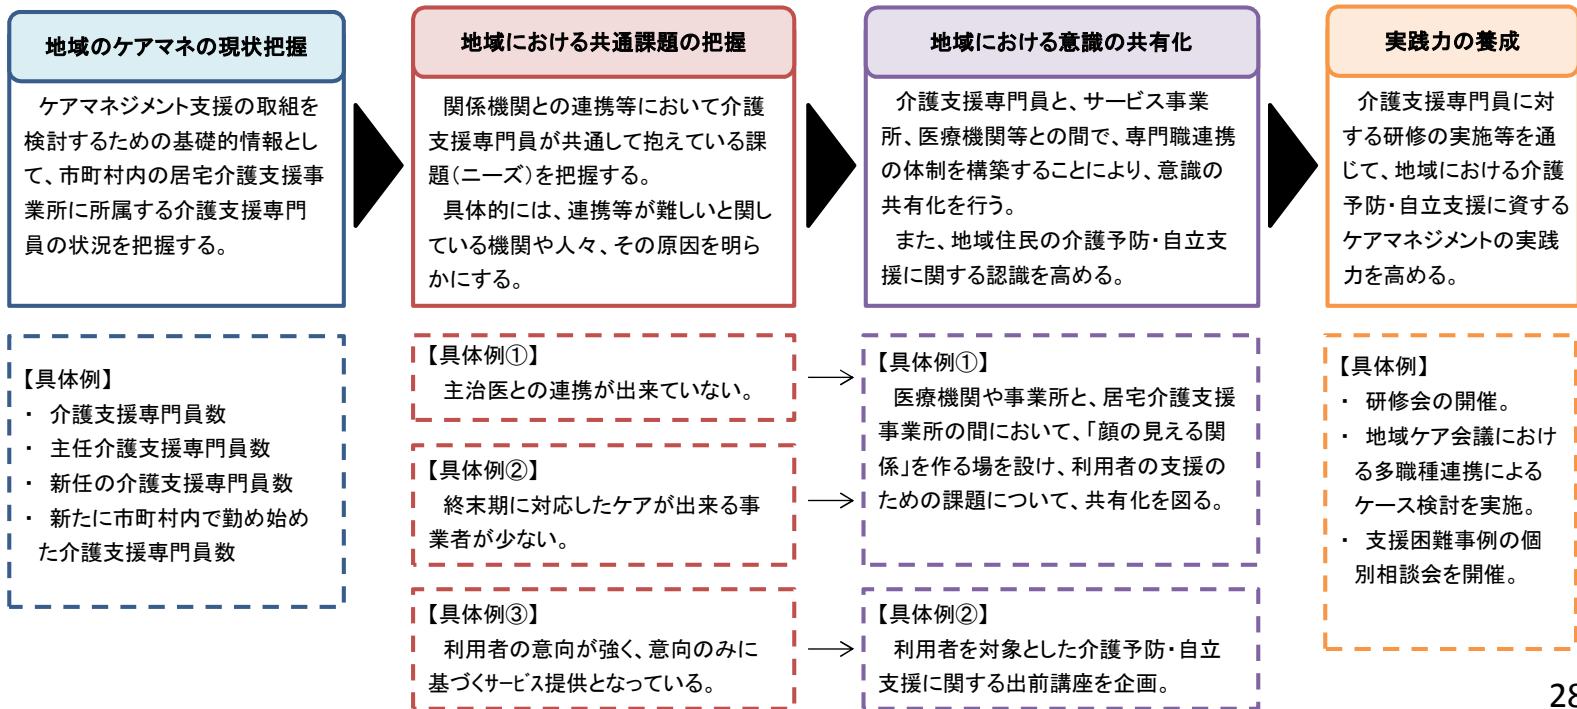 地域のケアマネの現状把握
ケアマネジメント支援の取組を
検討するための基礎的情報とし
て、市町村内の居宅介護支援事
業所に所属する介護支援専門
員の状況を把握する。
【具体例】
・ 介護支援専門員数
・ 主任介護支援専門員数
・ 新任の介護支援専門員数
・ 新たに市町村内で勤め始め
た介護支援専門員数
地域における共通課題の把握
関係機関との連携等において介護
支援専門員が共通して抱えている課
題(ニーズ)を把握する。
具体的には、連携等が難しいと関し
ている機関や人々、その原因を明ら
かにする。
【具体例①】
主治医との連携が出来ていない。
【具体例②】
終末期に対応したケアが出来る事
業者が少ない。
【具体例③】
利用者の意向が強く、意向のみに
基づくサービス提供となっている。
地域における意識の共有化
介護支援専門員と、サービス事業
所、医療機関等との間で、専門職連携
の体制を構築することにより、意識の
共有化を行う。
また、地域住民の介護予防・自立支
援に関する認識を高める。
【具体例①】
医療機関や事業所と、居宅介護支援
事業所の間において、「顔の見える関
係」を作る場を設け、利用者の支援の
ための課題について、共有化を図る。
【具体例②】
利用者を対象とした介護予防・自立
支援に関する出前講座を企画。
実践力の養成
介護支援専門員に対
する研修の実施等を通
じて、地域における介護
予防・自立支援に資する
ケアマネジメントの実践
力を高める。
【具体例】
・ 研修会の開催。
・ 地域ケア会議におけ
る多職種連携による
ケース検討を実施。
・ 支援困難事例の個
別相談会を開催。
28